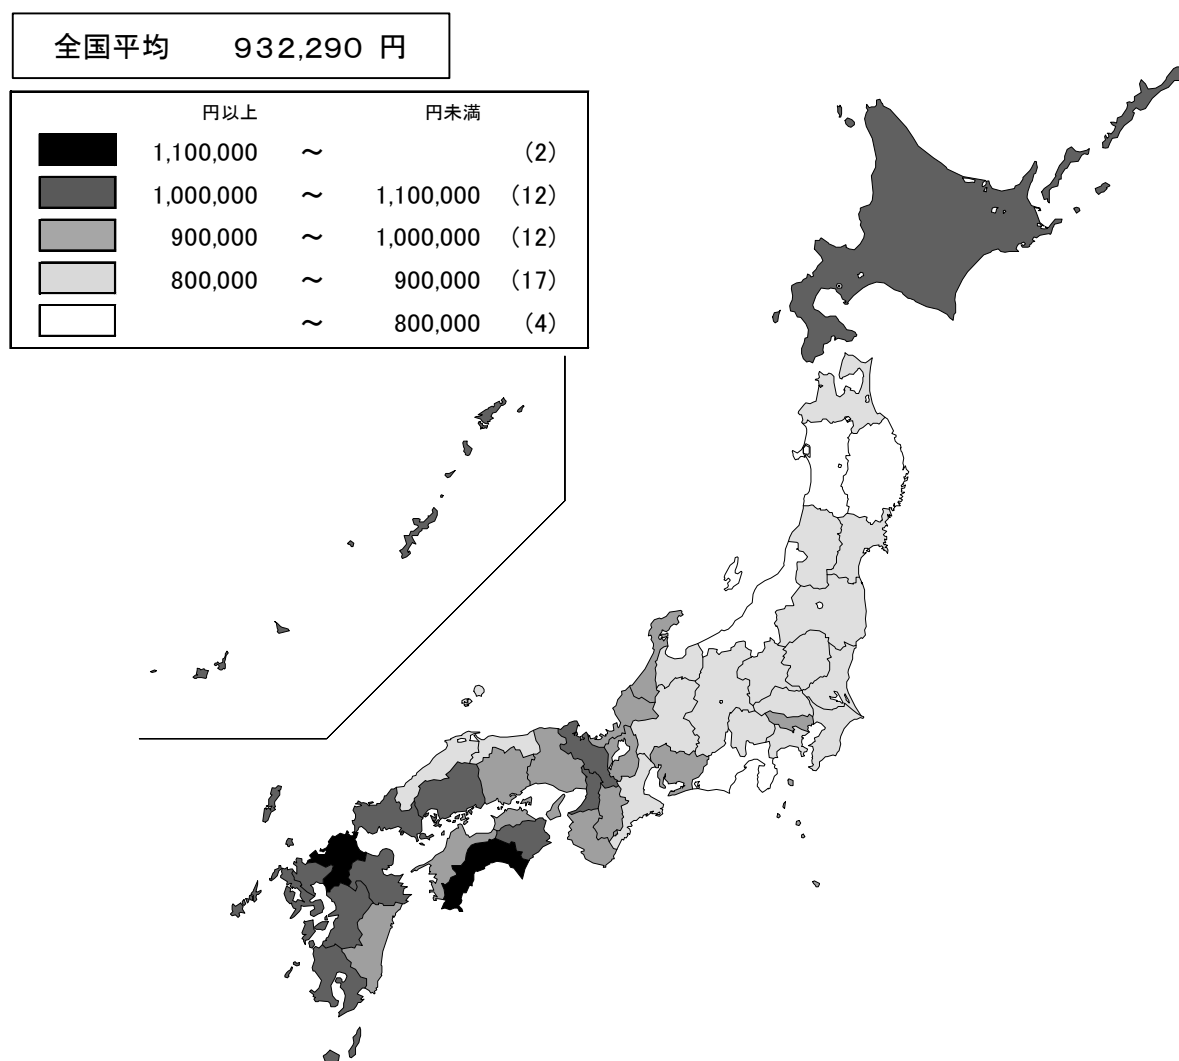 全国平均 932,290 円
円以上 円未満
1,100,000 ～ (2)
1,000,000 ～ 1,100,000 (12)
900,000 ～ 1,000,000 (12)
800,000 ～ 900,000 (17)
～ 800,000 (4)